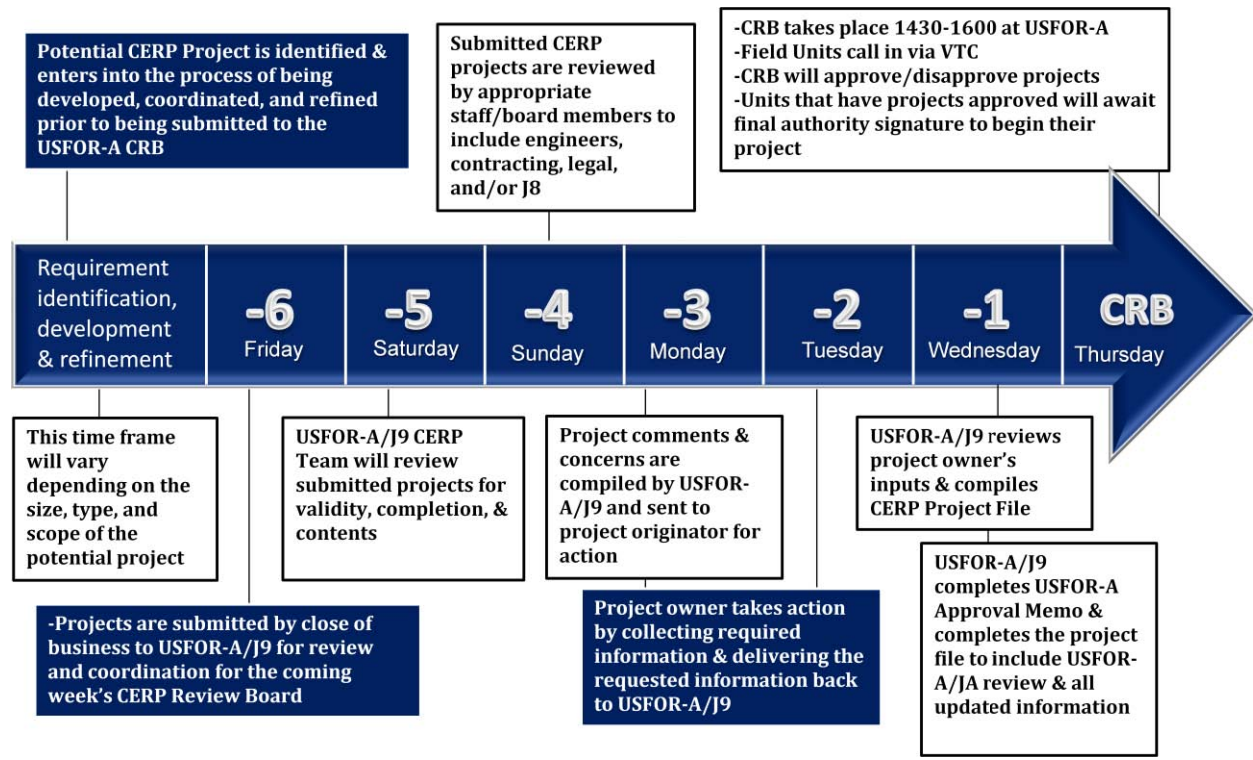 Potential CERP Project is identified &
enters into the process of being
developed, coordinated, and refined
prior to being submitted to the
USFOR-A CRB
Submitted CERP
projects are reviewed
by appropriate
staff/board members to
include engineers,
contracting, legal,
and/or J8
-CRB takes place 1430-1600 at USFOR-A
-Field Units call in via VTC
-CRB will approve/disapprove projects
-Units that have projects approved will await
final authority signature to begin their
project
Requirement
identification,
development
& refinement
-6
Friday
-5
Saturday
-4
Sunday
-3
Monday
-2
Tuesday
-1
Wednesday
CRB
Thursday
This time frame
will vary
depending on the
size, type, and
scope of the
potential project
USFOR-A/J9 CERP
Team will review
submitted projects for
validity, completion, &
contents
Project comments &
concerns are
compiled by USFOR-
A/J9 and sent to
project originator for
action
USFOR-A/J9 reviews
project owner's
inputs & compiles
CERP Project File
-Projects are submitted by close of
business to USFOR-A/J9 for review
and coordination for the coming
week's CERP Review Board
Project owner takes action
by collecting required
information & delivering the
requested information back
to USFOR-A/J9
USFOR-A/J9
completes USFOR-A
Approval Memo &
completes the project
file to include USFOR-
A/JA review & all
updated information